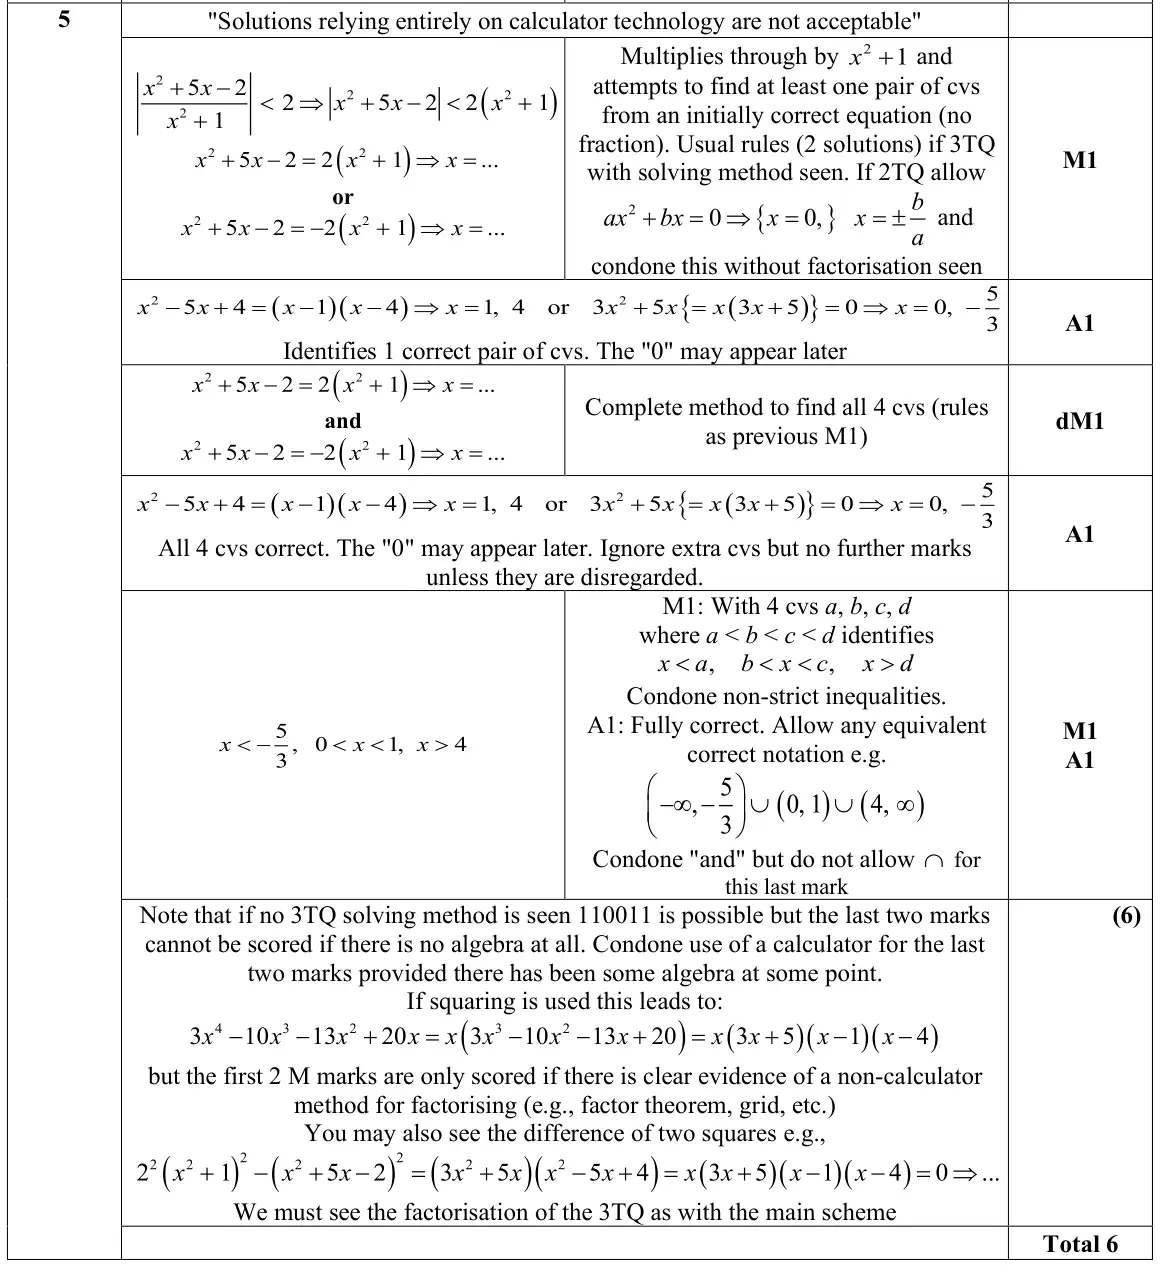 5
"Solutions relying entirely on calculator technology are not acceptable"
|(x² + 5x − 2)/(x² + 1)| < 2 ⇒ |x² + 5x − 2| < 2(x² + 1)
x² + 5x − 2 = 2(x² + 1) ⇒ x = ...
or
x² + 5x − 2 = −2(x² + 1) ⇒ x = ...
Multiplies through by x² + 1 and
attempts to find at least one pair of cvs
from an initially correct equation (no
fraction). Usual rules (2 solutions) if 3TQ
with solving method seen. If 2TQ allow
ax² + bx = 0 ⇒ {x = 0,} x = ± b/a and
condone this without factorisation seen
M1
x² − 5x + 4 = (x − 1)(x − 4) ⇒ x = 1, 4 or 3x² + 5x{= x(3x + 5)} = 0 ⇒ x = 0, −5/3
Identifies 1 correct pair of cvs. The "0" may appear later
A1
x² + 5x − 2 = 2(x² + 1) ⇒ x = ...
and
x² + 5x − 2 = −2(x² + 1) ⇒ x = ...
Complete method to find all 4 cvs (rules
as previous M1)
dM1
x² − 5x + 4 = (x − 1)(x − 4) ⇒ x = 1, 4 or 3x² + 5x{= x(3x + 5)} = 0 ⇒ x = 0, −5/3
All 4 cvs correct. The "0" may appear later. Ignore extra cvs but no further marks
unless they are disregarded.
A1
x < −5/3, 0 < x < 1, x > 4
M1: With 4 cvs a, b, c, d
where a < b < c < d identifies
x < a, b < x < c, x > d
Condone non-strict inequalities.
A1: Fully correct. Allow any equivalent
correct notation e.g.
(−∞, −5/3) ∪ (0, 1) ∪ (4, ∞)
Condone "and" but do not allow ∩ for
this last mark
M1
A1
Note that if no 3TQ solving method is seen 110011 is possible but the last two marks
cannot be scored if there is no algebra at all. Condone use of a calculator for the last
two marks provided there has been some algebra at some point.
If squaring is used this leads to:
3x⁴ − 10x³ − 13x² + 20x = x(3x³ − 10x² − 13x + 20) = x(3x + 5)(x − 1)(x − 4)
but the first 2 M marks are only scored if there is clear evidence of a non-calculator
method for factorising (e.g., factor theorem, grid, etc.)
You may also see the difference of two squares e.g.,
2²(x² + 1)² − (x² + 5x − 2)² = (3x² + 5x)(x² − 5x + 4) = x(3x + 5)(x − 1)(x − 4) = 0 ⇒ ...
We must see the factorisation of the 3TQ as with the main scheme
(6)
Total 6